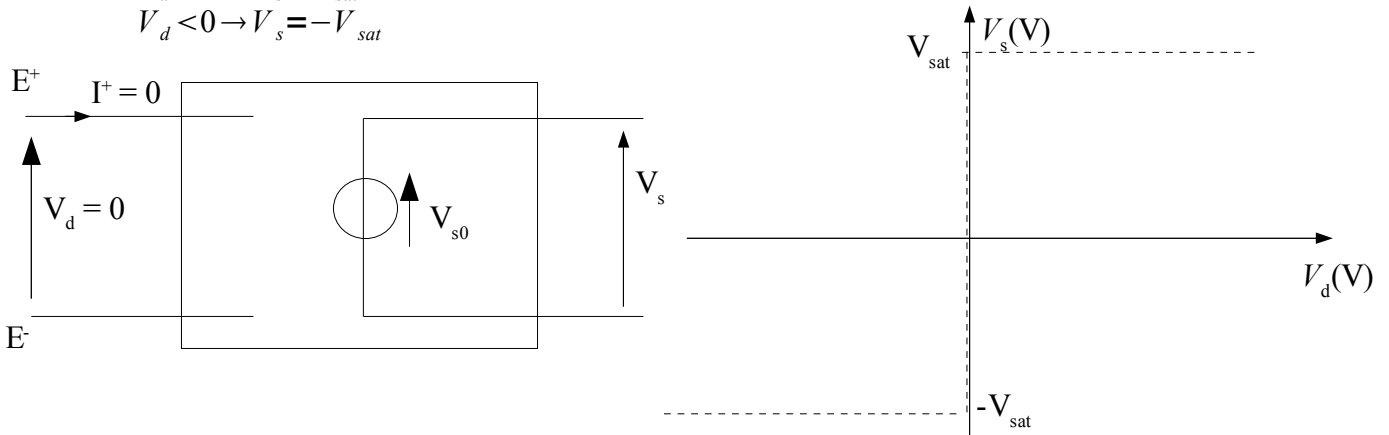 V_d<0→V_s=−V_sat
E⁺
I⁺ = 0
V_d = 0
E⁻
V_s0
V_s
V_s(V)
V_sat
V_d(V)
-V_sat